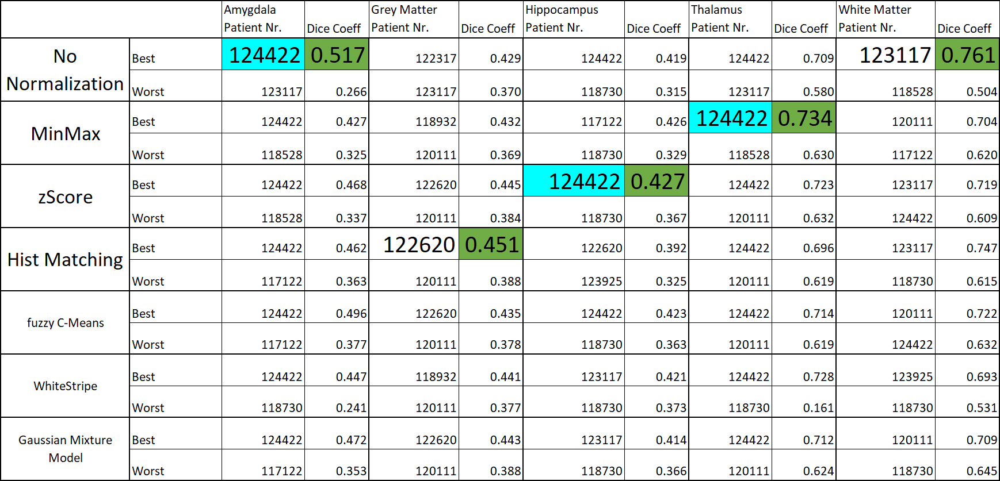 Amygdala Patient Nr. Dice Coeff Grey Matter Patient Nr. Dice Coeff Hippocampus Patient Nr. Dice Coeff Thalamus Patient Nr. Dice Coeff White Matter Patient Nr. Dice Coeff
No Normalization Best 124422 0.517 122317 0.429 124422 0.419 124422 0.709 123117 0.761
Worst 123117 0.266 123117 0.370 118730 0.315 123117 0.580 118528 0.504
MinMax Best 124422 0.427 118932 0.432 117122 0.426 124422 0.734 120111 0.704
Worst 118528 0.325 120111 0.369 118730 0.329 118528 0.630 117122 0.620
zScore Best 124422 0.468 122620 0.445 124422 0.427 124422 0.723 123117 0.719
Worst 118528 0.337 120111 0.384 118730 0.367 120111 0.632 124422 0.609
Hist Matching Best 124422 0.462 122620 0.451 122620 0.392 124422 0.696 123117 0.747
Worst 117122 0.363 120111 0.388 123925 0.325 120111 0.619 118730 0.615
fuzzy C-Means Best 124422 0.496 122620 0.435 124422 0.423 124422 0.714 120111 0.722
Worst 117122 0.377 120111 0.378 118730 0.363 120111 0.619 124422 0.632
WhiteStripe Best 124422 0.447 118932 0.441 123117 0.421 124422 0.728 123925 0.693
Worst 118730 0.241 120111 0.377 118730 0.373 118730 0.161 118730 0.531
Gaussian Mixture Model Best 124422 0.472 122620 0.443 123117 0.414 124422 0.712 120111 0.709
Worst 117122 0.353 120111 0.388 118730 0.366 120111 0.624 118730 0.645